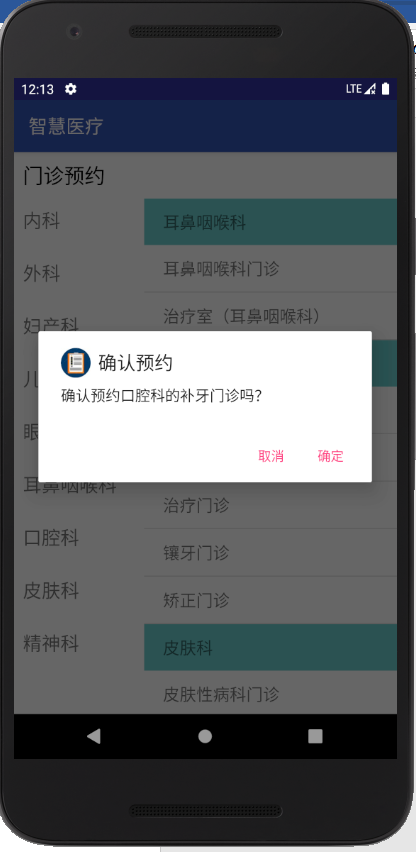 12:13
LTE
智慧医疗
门诊预约
内科
耳鼻咽喉科
外科
耳鼻咽喉科门诊
妇产科
治疗室（耳鼻咽喉科）
确认预约
确认预约口腔科的补牙门诊吗？
取消 确定
儿
眼
耳鼻咽喉科
治疗门诊
口腔科
镶牙门诊
皮肤科
矫正门诊
精神科
皮肤科
皮肤性病科门诊